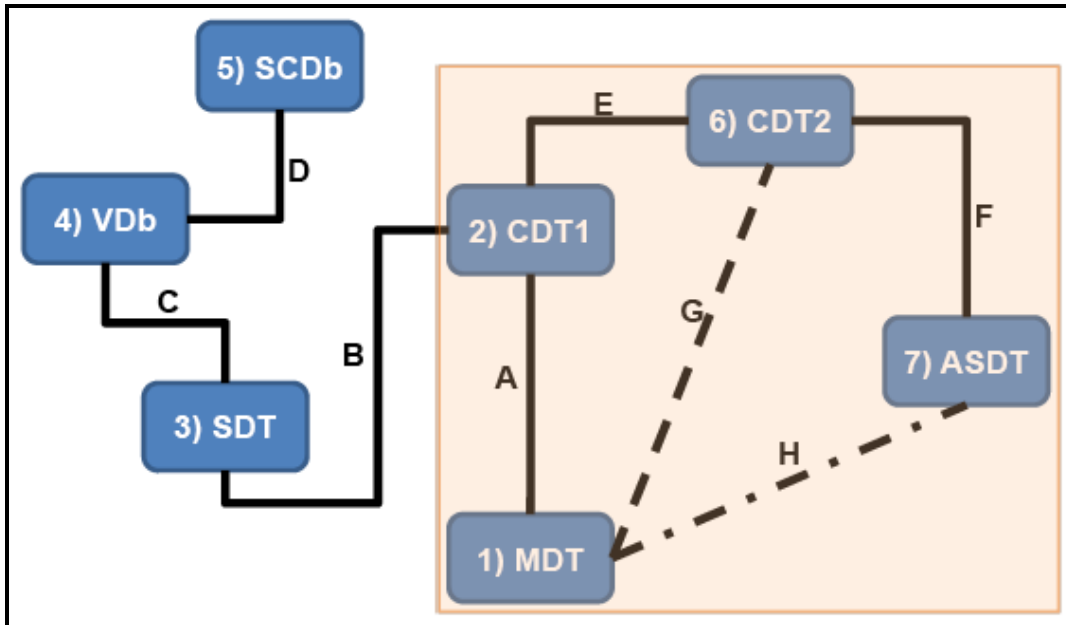 5) SCDb
E
6) CDT2
D
4) VDb
2) CDT1
F
C
G
B
A
7) ASDT
3) SDT
H
1) MDT